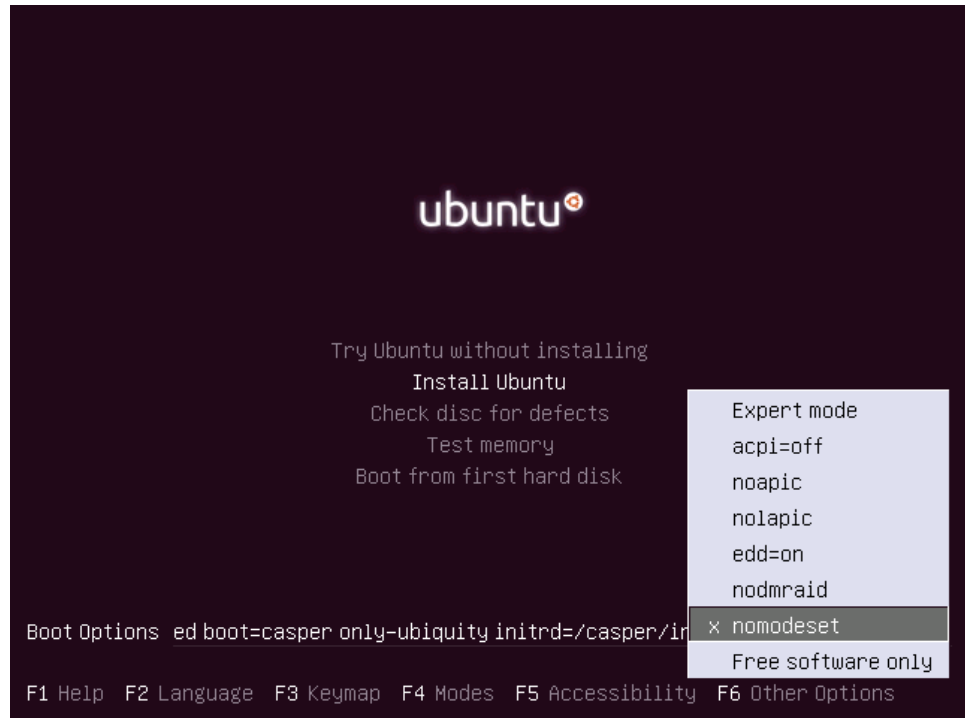 ubuntu
Try Ubuntu without installing
Install Ubuntu
Check disc for defects
Test memory
Boot from first hard disk
Expert mode
acpi=off
noapic
nolapic
edd=on
nodmraid
x nomodeset
Free software only
Boot Options ed boot=casper only-ubiquity initrd=/casper/in
F1 Help F2 Language F3 Keymap F4 Modes F5 Accessibility F6 Other Options